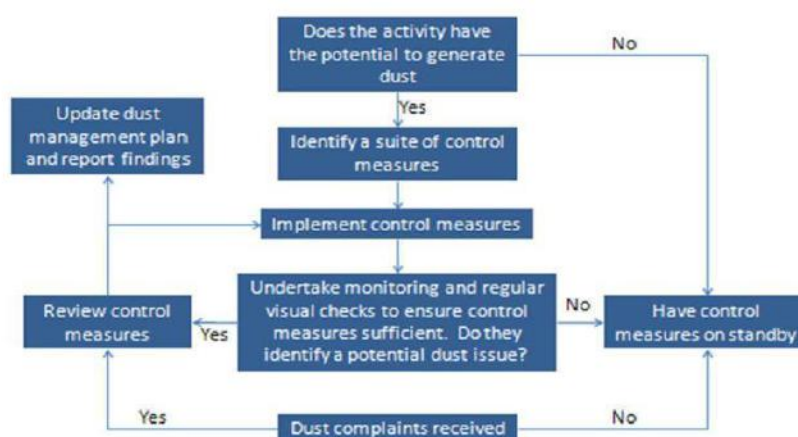 Does the activity have
the potential to generate
dust
No
Yes
Update dust
management plan
and report findings
Identify a suite of control
measures
Implement control measures
Undertake monitoring and regular
visual checks to ensure control
measures sufficient. Do they
identify a potential dust issue?
Review control
measures
Yes
No
Have control
measures on standby
Yes
Dust complaints received
No